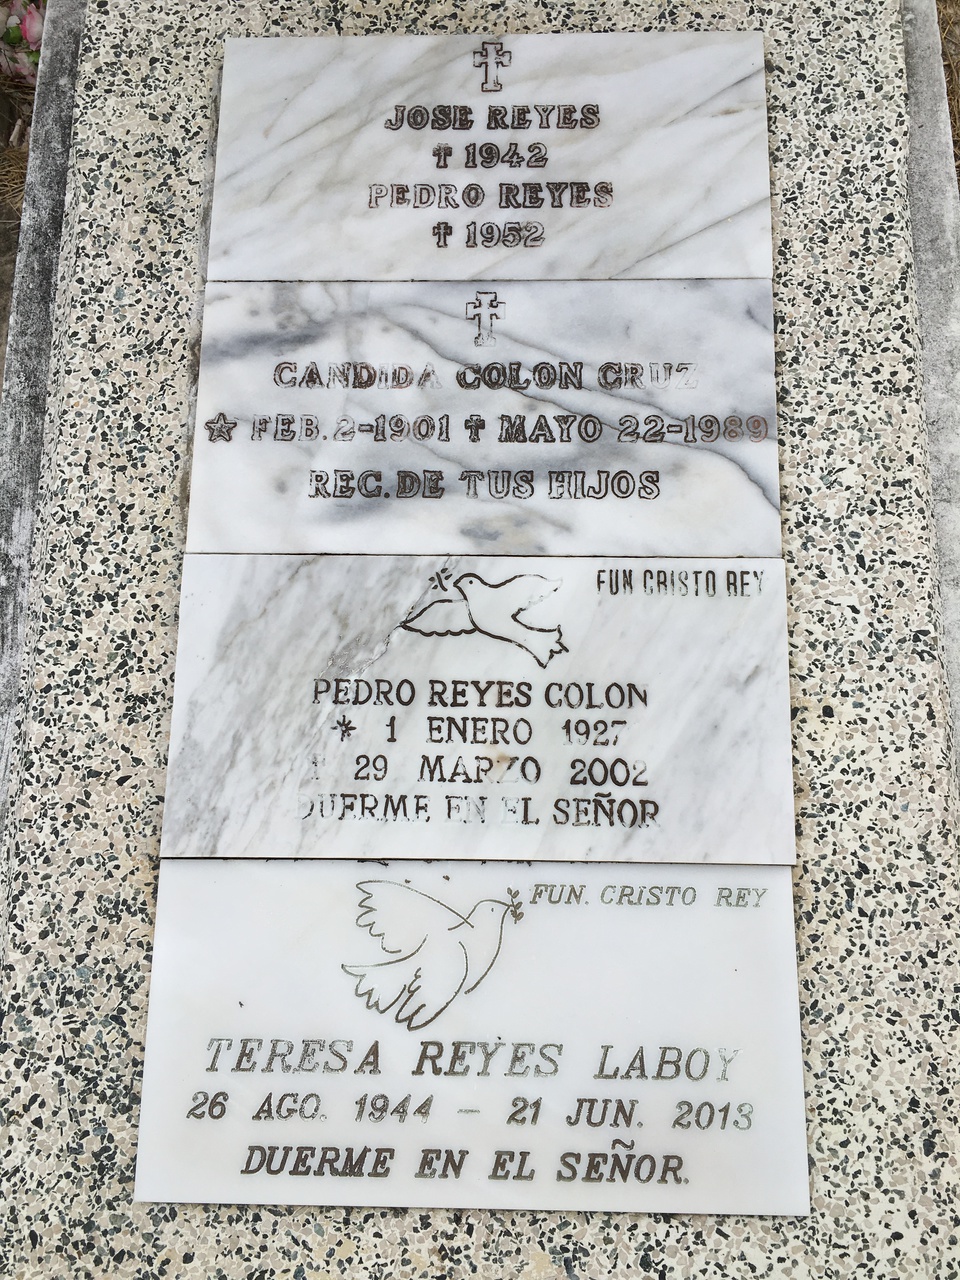 JOSE REYES
✝ 1942
PEDRO REYES
✝ 1952
CANDIDA COLON CRUZ
☆ FEB. 2-1901 ✝ MAYO 22-1989
REC. DE TUS HIJOS
FUN CRISTO REY
PEDRO REYES COLON
* 1 ENERO 1927
✝ 29 MARZO 2002
DUERME EN EL SEÑOR
FUN. CRISTO REY
TERESA REYES LABOY
26 AGO. 1944 – 21 JUN. 2013
DUERME EN EL SEÑOR.